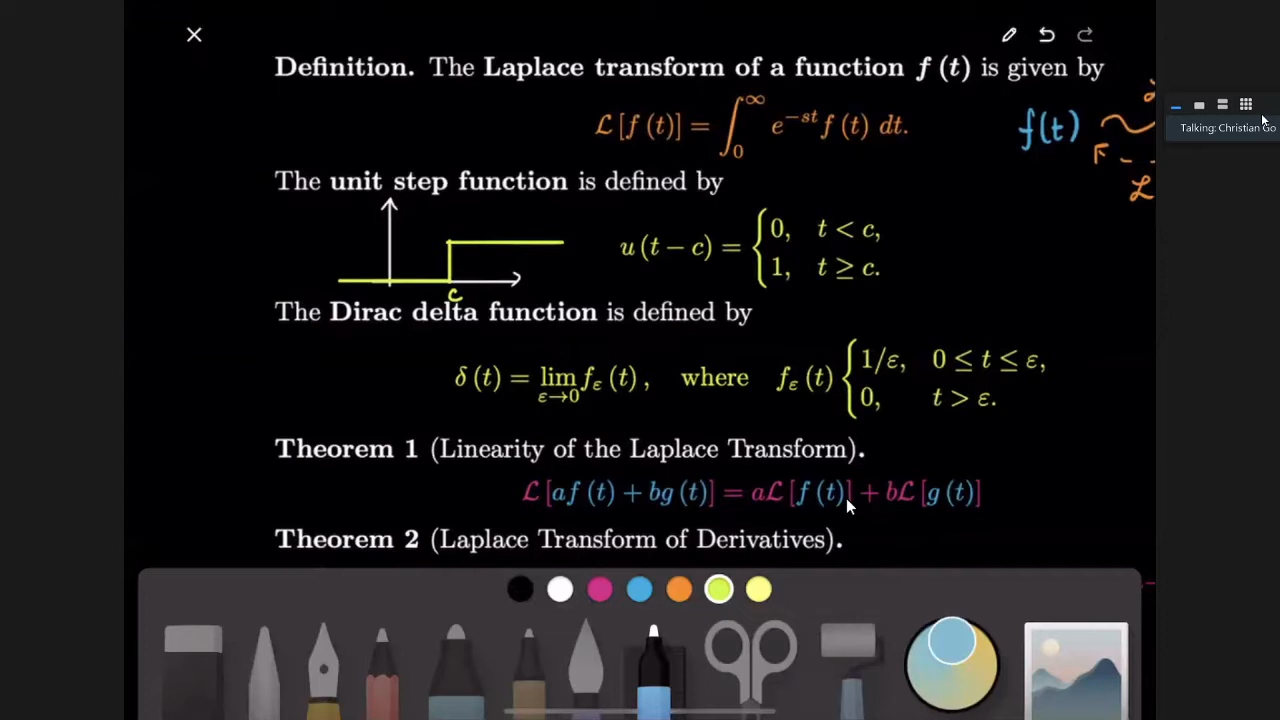 Definition. The Laplace transform of a function f (t) is given by
ℒ [f (t)] = ∫₀^∞ e^{−st} f (t) dt.
f(t)
ℒ
Talking: Christian Go
The unit step function is defined by
u (t − c) = { 0, t < c,
1, t ≥ c.
c
The Dirac delta function is defined by
δ (t) = lim_{ε→0} f_ε (t) , where f_ε (t) { 1/ε, 0 ≤ t ≤ ε,
0, t > ε.
Theorem 1 (Linearity of the Laplace Transform).
ℒ [af (t) + bg (t)] = aℒ [f (t)] + bℒ [g (t)]
Theorem 2 (Laplace Transform of Derivatives).